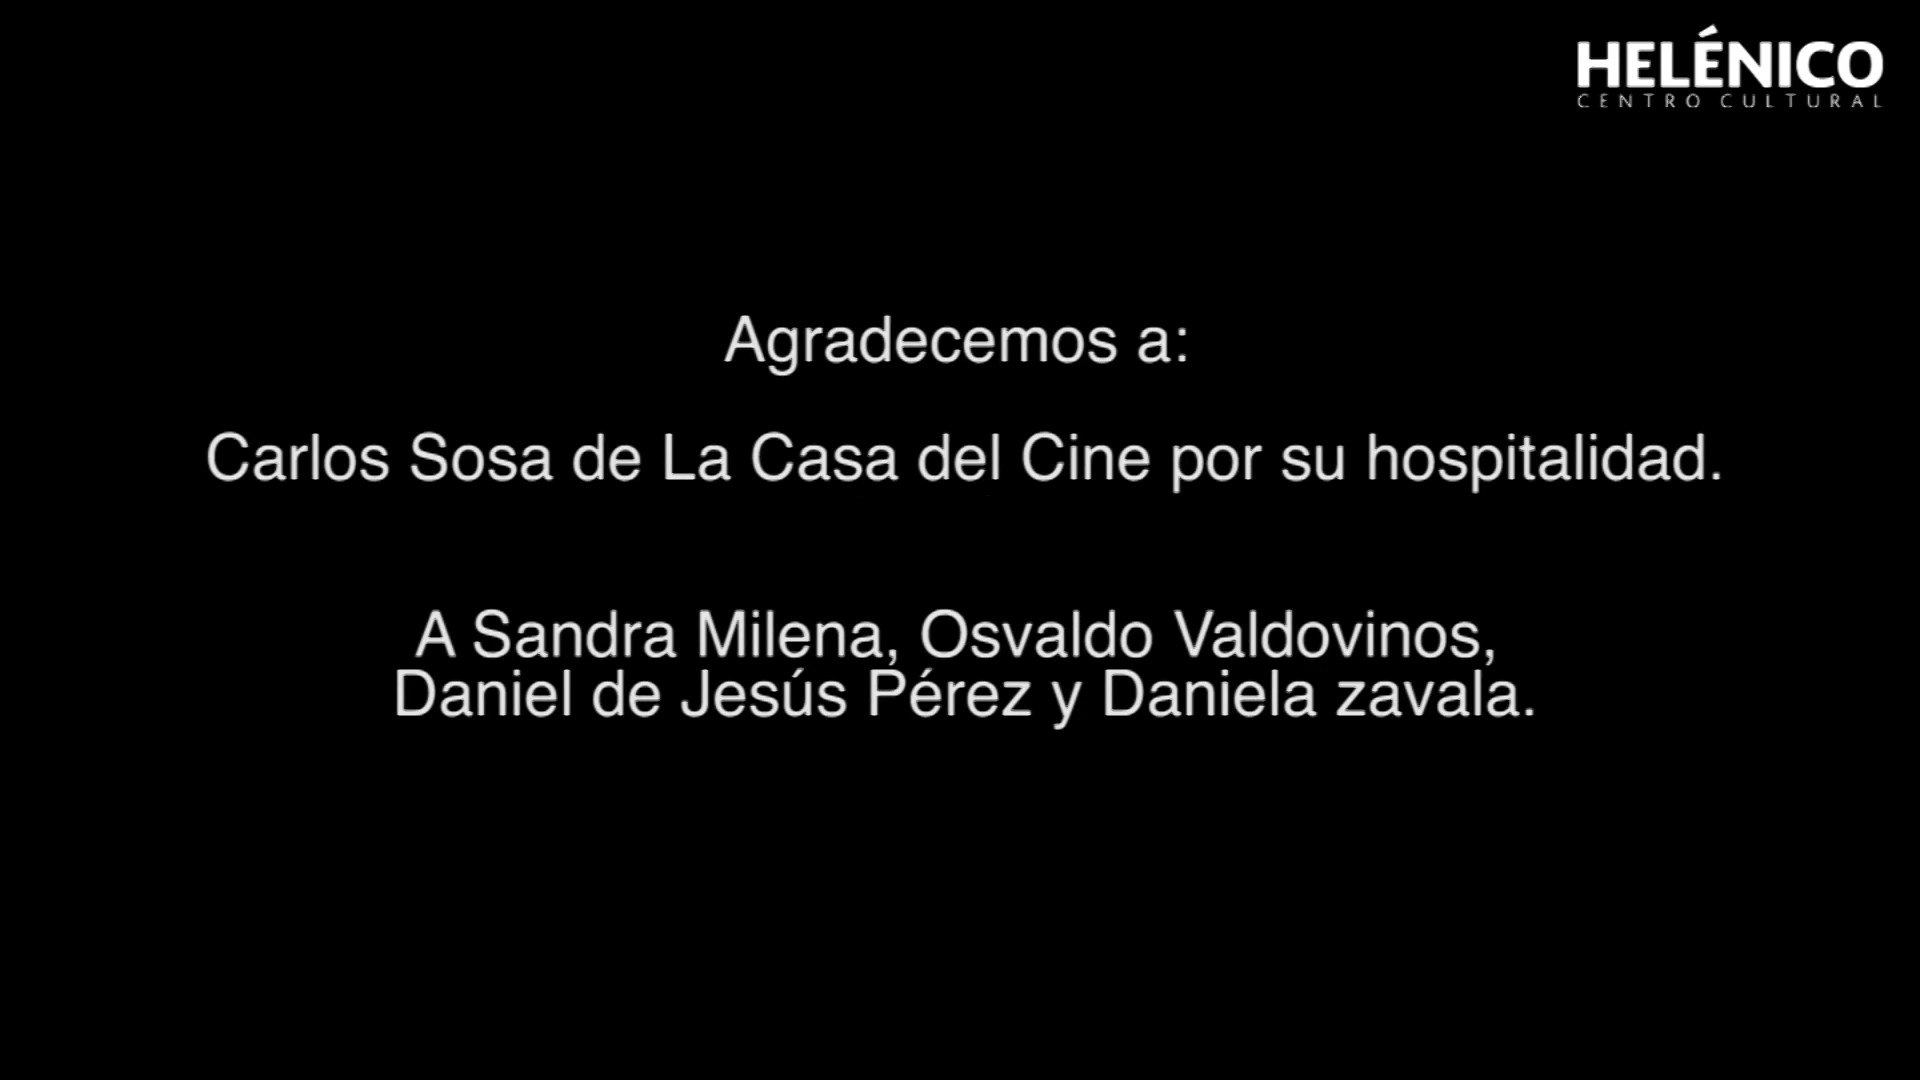 HELÉNICO
CENTRO CULTURAL
Agradecemos a:
Carlos Sosa de La Casa del Cine por su hospitalidad.
A Sandra Milena, Osvaldo Valdovinos,
Daniel de Jesús Pérez y Daniela zavala.